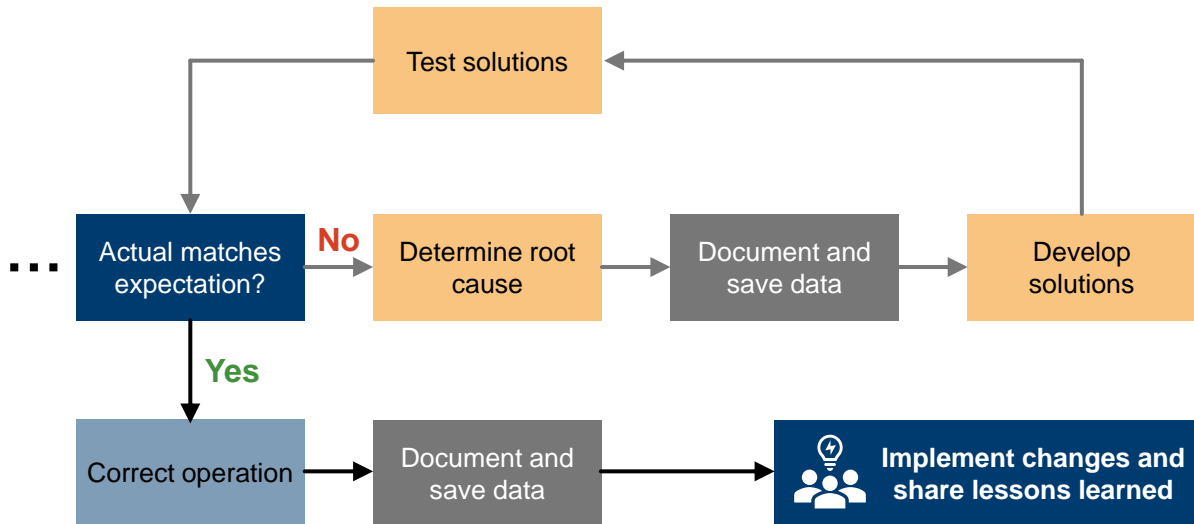 Test solutions
...
Actual matches
expectation?
No
Determine root
cause
Document and
save data
Develop
solutions
Yes
Correct operation
Document and
save data
Implement changes and
share lessons learned